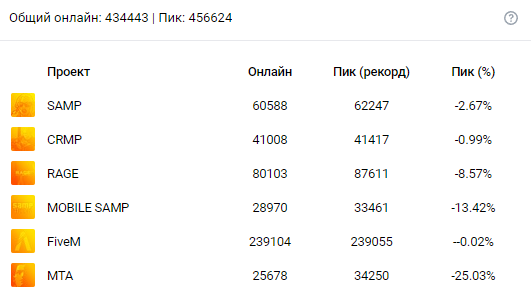 Общий онлайн: 434443 | Пик: 456624
Проект Онлайн Пик (рекорд) Пик (%)
SAMP 60588 62247 -2.67%
CRMP 41008 41417 -0.99%
RAGE 80103 87611 -8.57%
MOBILE SAMP 28970 33461 -13.42%
FiveM 239104 239055 --0.02%
MTA 25678 34250 -25.03%